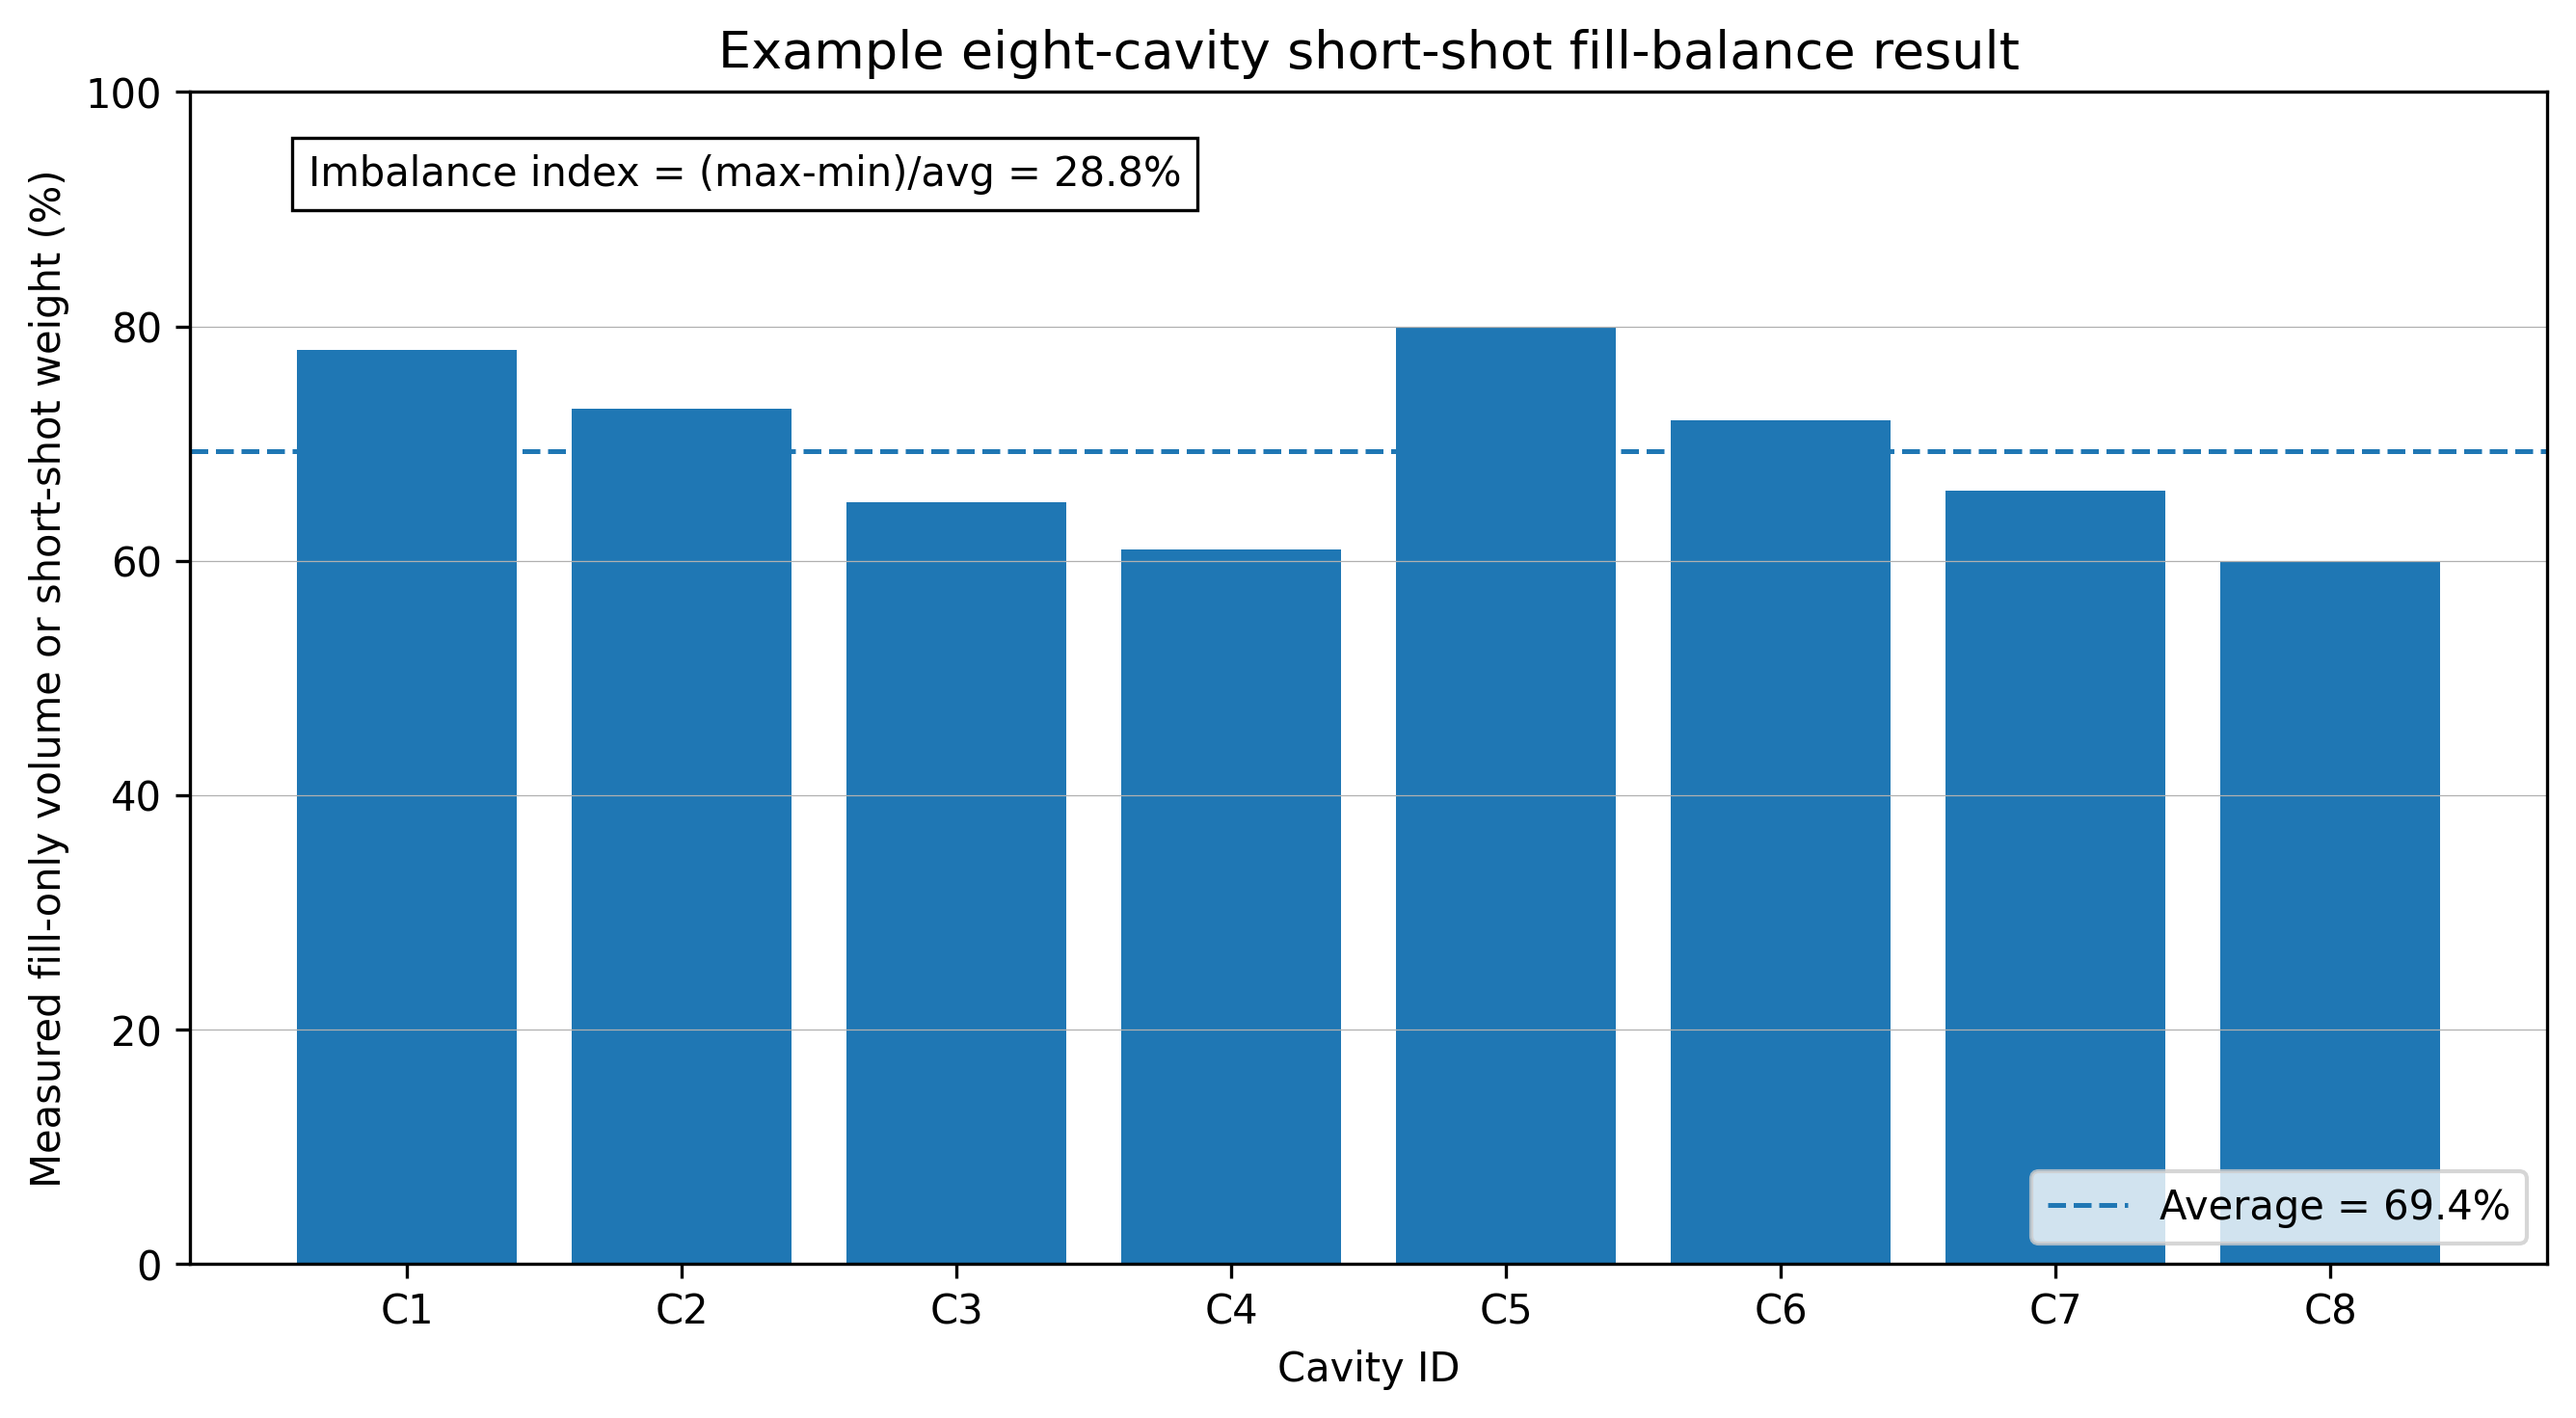 Example eight-cavity short-shot fill-balance result
Imbalance index = (max-min)/avg = 28.8%
Measured fill-only volume or short-shot weight (%)
100
80
60
40
20
0
Average = 69.4%
C1 C2 C3 C4 C5 C6 C7 C8
Cavity ID